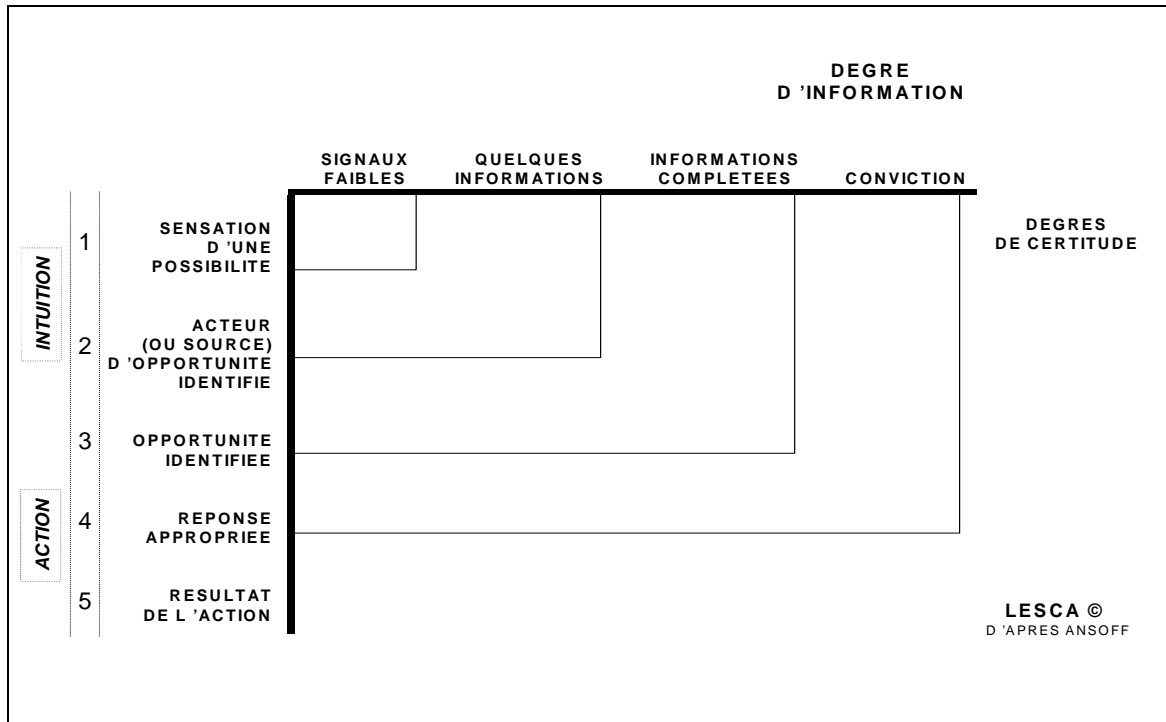 DEGRE
D 'INFORMATION
SIGNAUX
FAIBLES
QUELQUES
INFORMATIONS
INFORMATIONS
COMPLETEES
CONVICTION
DEGRES
DE CERTITUDE
INTUITION
1
SENSATION
D 'UNE
POSSIBILITE
2
ACTEUR
(OU SOURCE)
D 'OPPORTUNITE
IDENTIFIE
3
OPPORTUNITE
IDENTIFIEE
ACTION
4
REPONSE
APPROPRIEE
5
RESULTAT
DE L 'ACTION
LESCA ©
D 'APRES ANSOFF